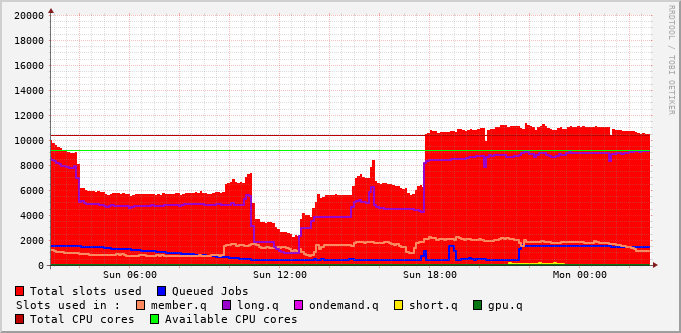 RRDTOOL / TOBI OETIKER
20000
18000
16000
14000
12000
10000
8000
6000
4000
2000
0
Sun 06:00 Sun 12:00 Sun 18:00 Mon 00:00
Total slots used Queued Jobs
Slots used in : member.q long.q ondemand.q short.q gpu.q
Total CPU cores Available CPU cores